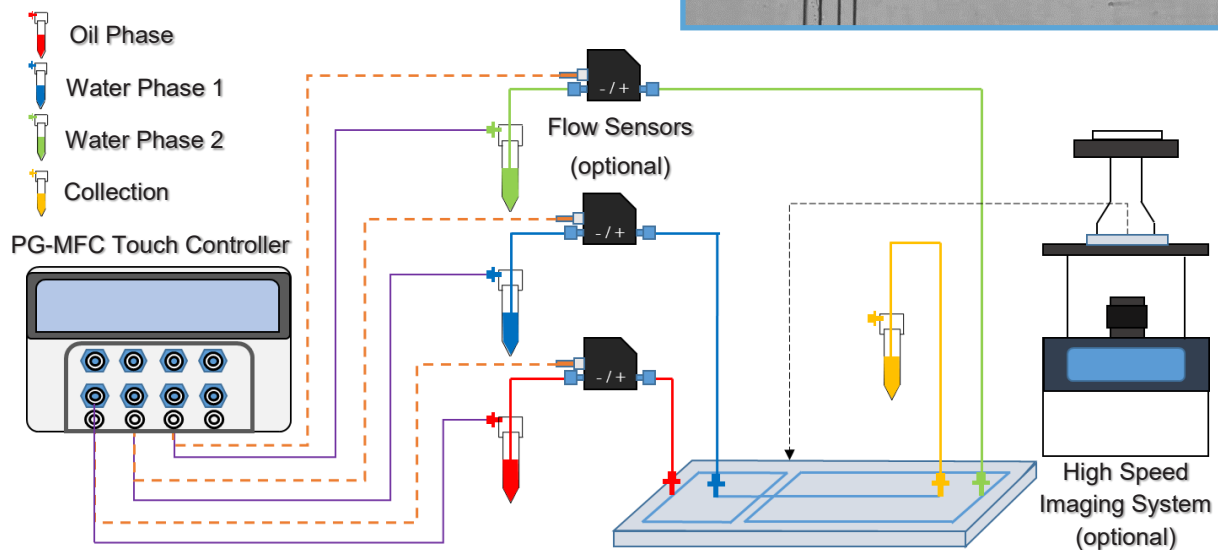 Oil Phase
Water Phase 1
Water Phase 2
Collection
PG-MFC Touch Controller
- / +
Flow Sensors
(optional)
- / +
- / +
High Speed
Imaging System
(optional)